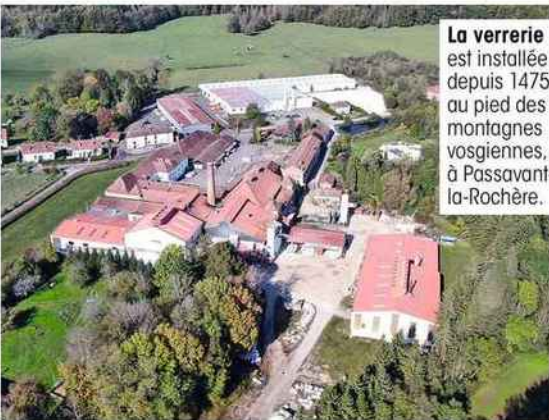 La verrerie
est installée
depuis 1475
au pied des
montagnes
vosgiennes,
à Passavant
la-Rochère.